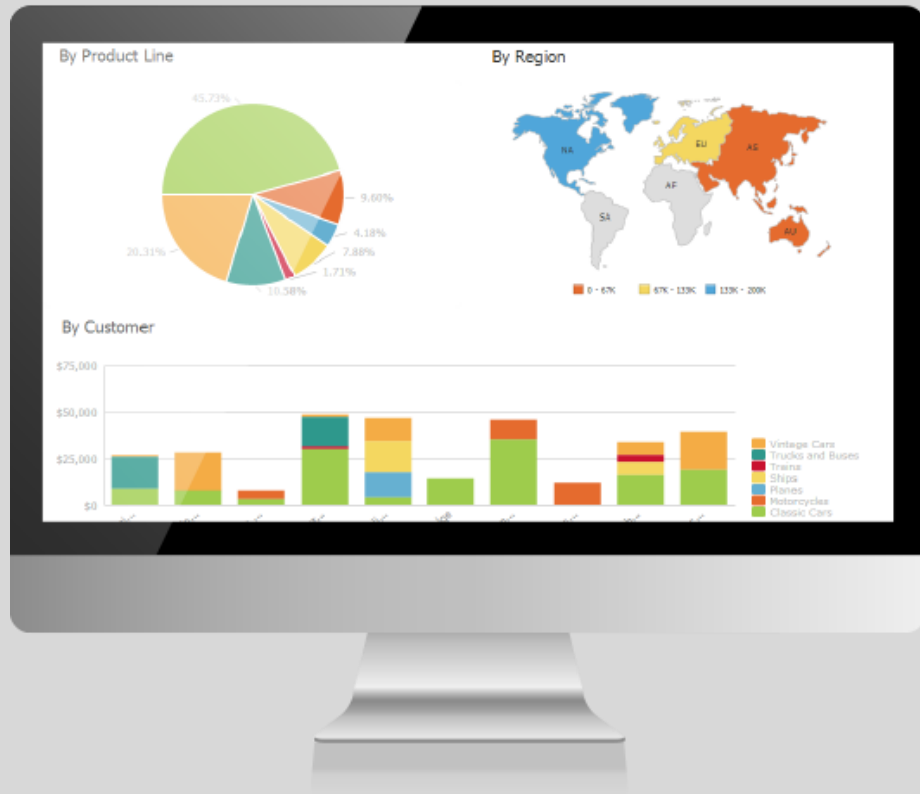 By Product Line
45.73%
9.60%
4.18%
7.88%
1.71%
10.58%
20.31%
By Region
NA
EU
AS
AF
SA
AU
0 - 67K
67K - 133K
133K - 200K
By Customer
$75,000
$50,000
$25,000
$0
Vintage Cars
Trucks and Buses
Trains
Ships
Planes
Motorcycles
Classic Cars